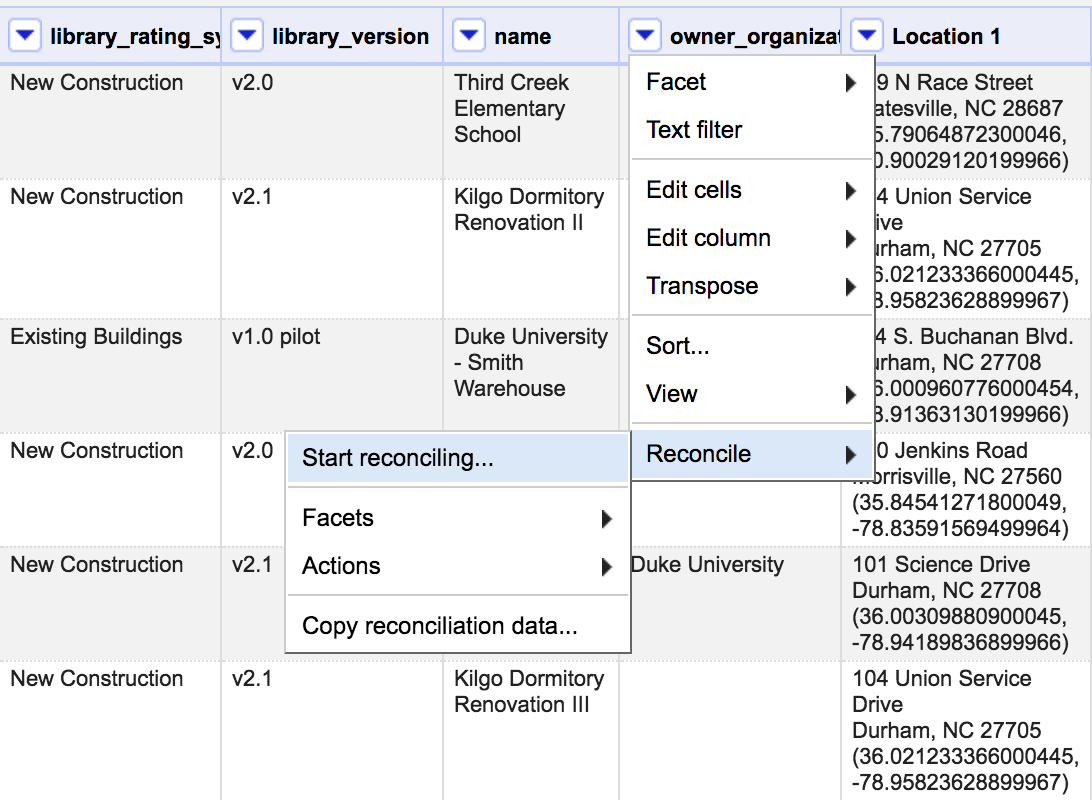 library_rating_sy
library_version
name
owner_organizat
Location 1
New Construction
v2.0
Third Creek
Elementary
School
9 N Race Street
atesville, NC 28687
5.79064872300046,
0.90029120199966)
New Construction
v2.1
Kilgo Dormitory
Renovation II
4 Union Service
ive
urham, NC 27705
6.021233366000445,
8.95823628899967)
Existing Buildings
v1.0 pilot
Duke University
- Smith
Warehouse
4 S. Buchanan Blvd.
urham, NC 27708
6.000960776000454,
8.91363130199966)
New Construction
v2.0
0 Jenkins Road
Morrisville, NC 27560
(35.84541271800049,
-78.83591569499964)
New Construction
v2.1
Duke University
101 Science Drive
Durham, NC 27708
(36.00309880900045,
-78.94189836899966)
New Construction
v2.1
Kilgo Dormitory
Renovation III
104 Union Service
Drive
Durham, NC 27705
(36.021233366000445,
-78.95823628899967)
Facet
Text filter
Edit cells
Edit column
Transpose
Sort...
View
Reconcile
Start reconciling...
Facets
Actions
Copy reconciliation data...